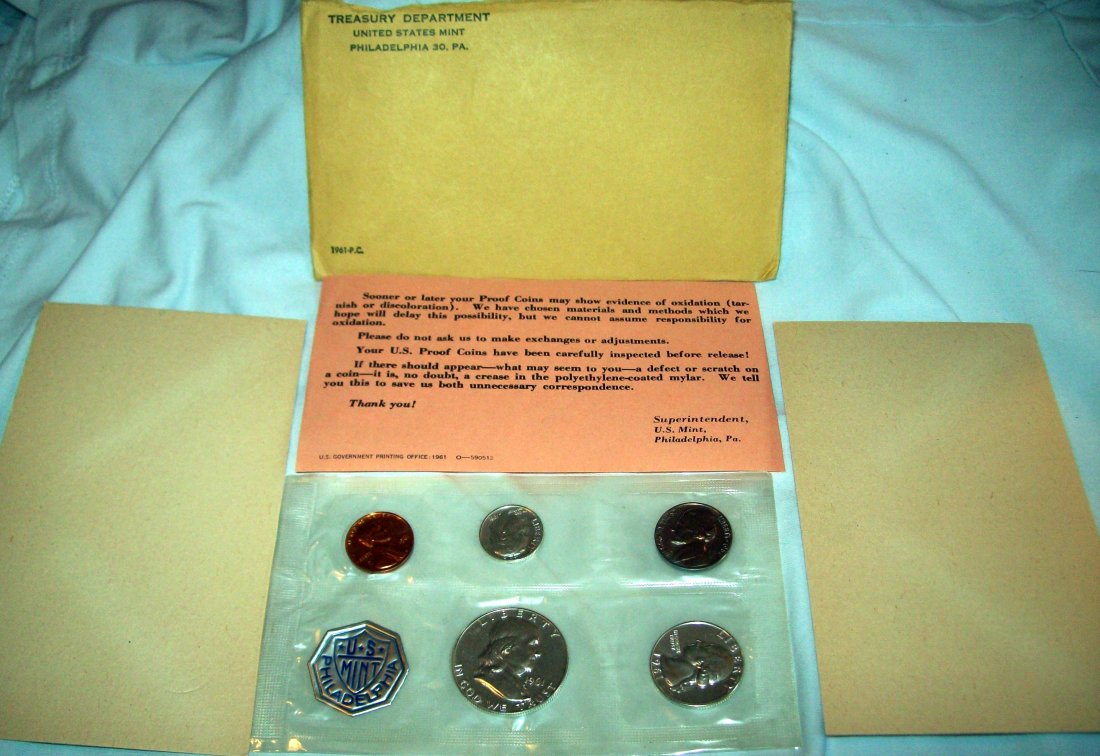 TREASURY DEPARTMENT
UNITED STATES MINT
PHILADELPHIA 30, PA.
1961-P.C.
Sooner or later your Proof Coins may show evidence of oxidation (tar-
nish or discoloration). We have chosen materials and methods which we
hope will delay this possibility, but we cannot assume responsibility for
oxidation.
Please do not ask us to make exchanges or adjustments.
Your U.S. Proof Coins have been carefully inspected before release!
If there should appear—what may seem to you—a defect or scratch on
a coin—it is, no doubt, a crease in the polyethylene-coated mylar. We tell
you this to save us both unnecessary correspondence.
Thank you!
Superintendent,
U.S. Mint,
Philadelphia, Pa.
U.S. GOVERNMENT PRINTING OFFICE: 1961 O—590512
U★S
MINT
PHILADELPHIA
LIBERTY
1961
IN GOD WE TRUST
LIBERTY
1961